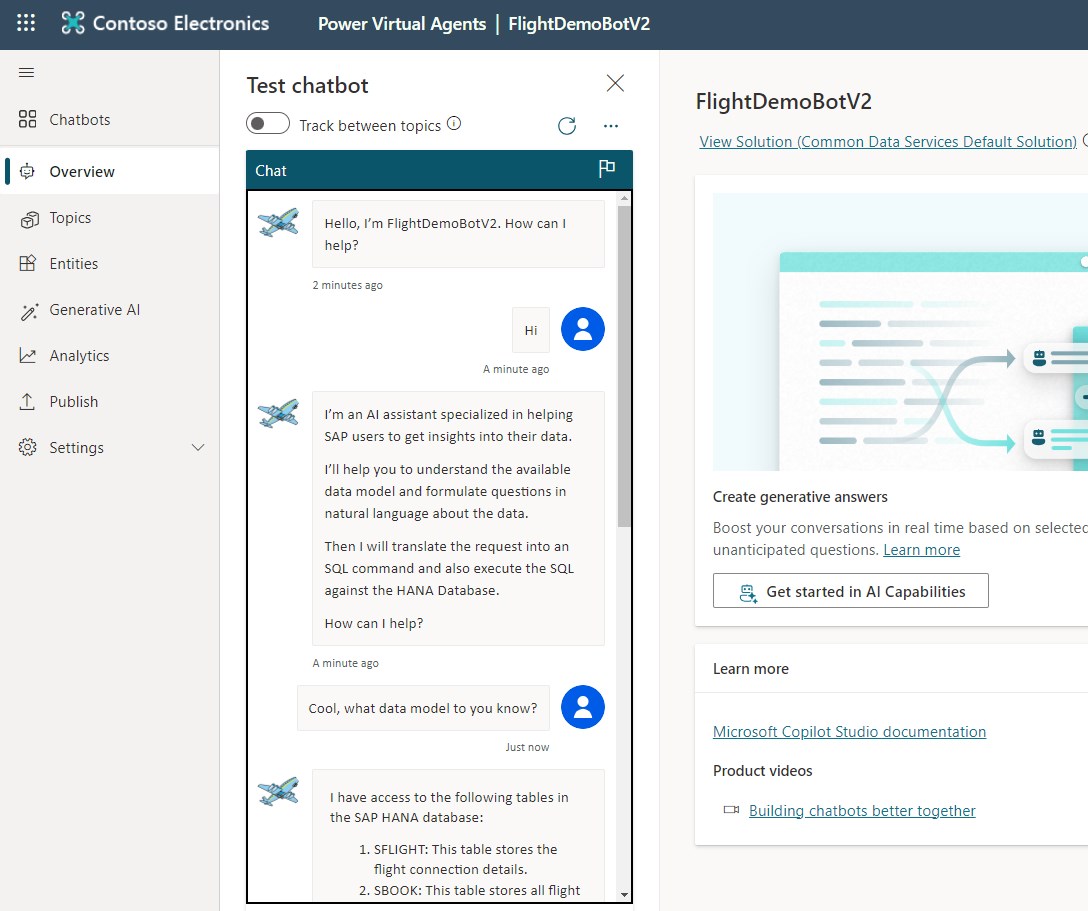 Contoso Electronics
Power Virtual Agents | FlightDemoBotV2
Chatbots
Overview
Topics
Entities
Generative AI
Analytics
Publish
Settings
Test chatbot
Track between topics
Chat
Hello, I’m FlightDemoBotV2. How can I
help?
2 minutes ago
Hi
A minute ago
I’m an AI assistant specialized in helping
SAP users to get insights into their data.
I’ll help you to understand the available
data model and formulate questions in
natural language about the data.
Then I will translate the request into an
SQL command and also execute the SQL
against the HANA Database.
How can I help?
A minute ago
Cool, what data model to you know?
Just now
I have access to the following tables in
the SAP HANA database:
1. SFLIGHT: This table stores the
flight connection details.
2. SBOOK: This table stores all flight
FlightDemoBotV2
View Solution (Common Data Services Default Solution)
Create generative answers
Boost your conversations in real time based on selected
unanticipated questions. Learn more
Get started in AI Capabilities
Learn more
Microsoft Copilot Studio documentation
Product videos
Building chatbots better together